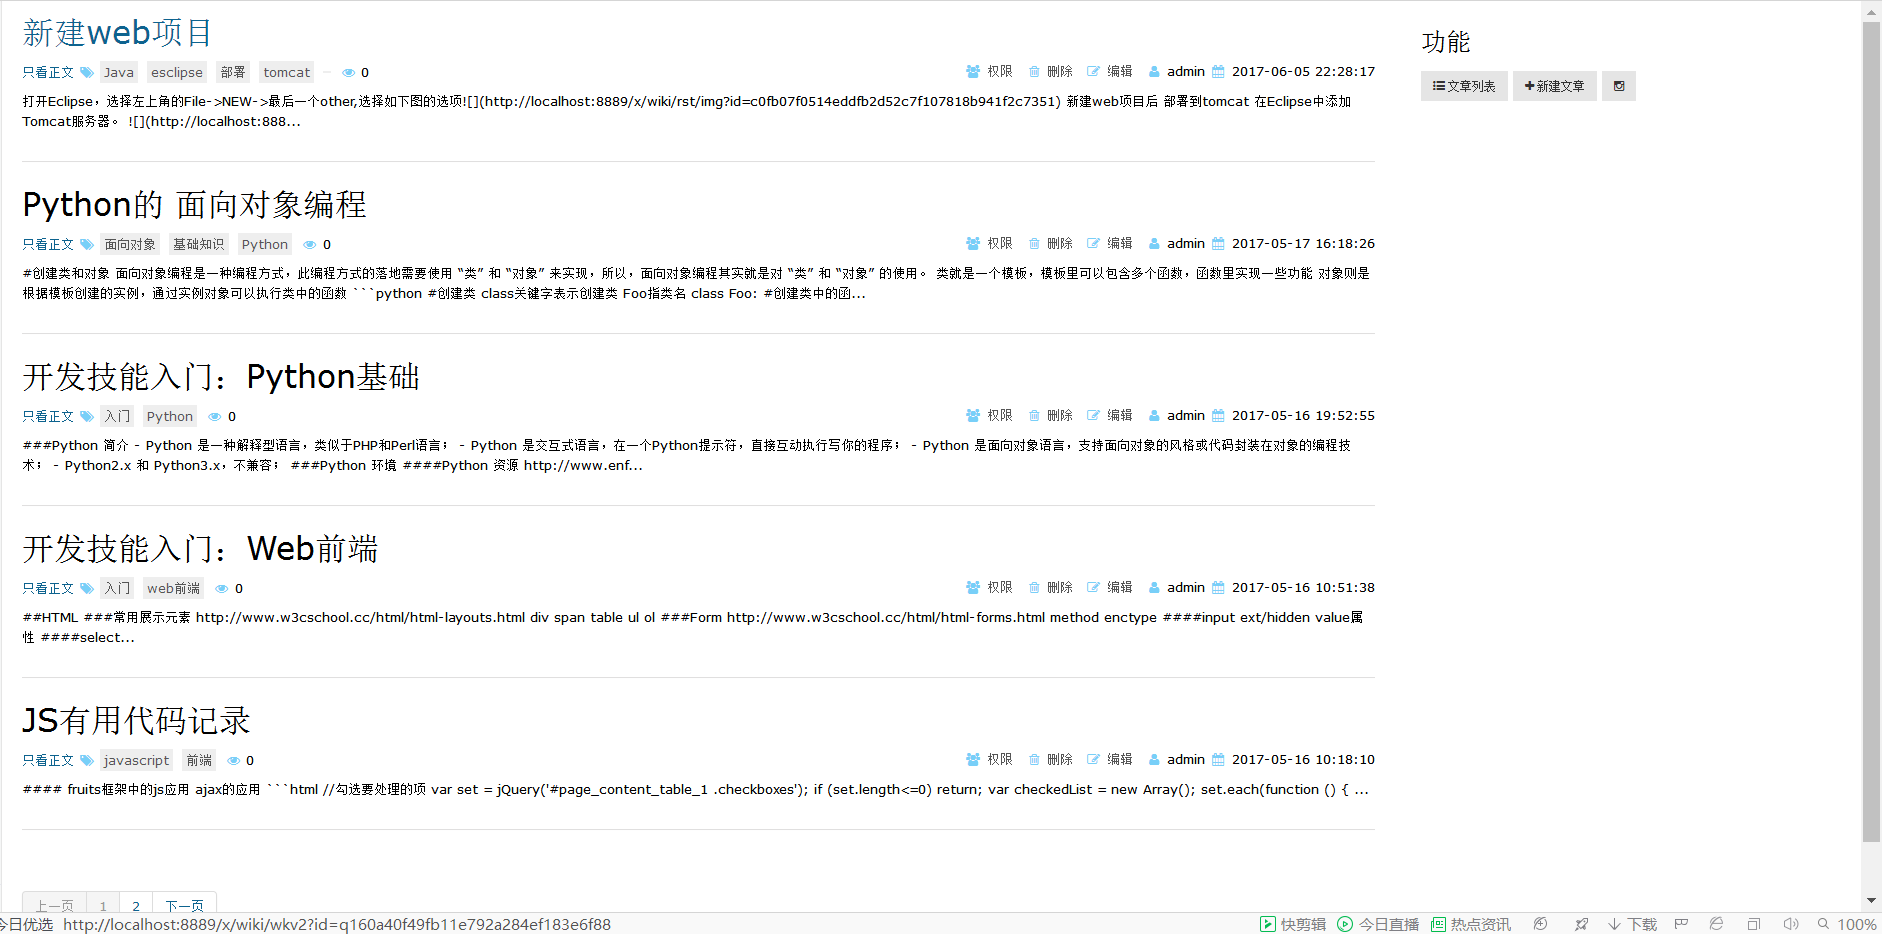 新建web项目
只看正文 Java esclipse 部署 tomcat 0 权限 删除 编辑 admin 2017-06-05 22:28:17
打开Eclipse，选择左上角的File->NEW->最后一个other,选择如下图的选项![](http://localhost:8889/x/wiki/rst/img?id=c0fb07f0514eddfb2d52c7f107818b941f2c7351) 新建web项目后 部署到tomcat 在Eclipse中添加
Tomcat服务器。 ![](http://localhost:888...
Python的 面向对象编程
只看正文 面向对象 基础知识 Python 0 权限 删除 编辑 admin 2017-05-17 16:18:26
#创建类和对象 面向对象编程是一种编程方式，此编程方式的落地需要使用 “类” 和 “对象” 来实现，所以，面向对象编程其实就是对 “类” 和 “对象” 的使用。 类就是一个模板，模板里可以包含多个函数，函数里实现一些功能 对象则是
根据模板创建的实例，通过实例对象可以执行类中的函数 ```python #创建类 class关键字表示创建类 Foo指类名 class Foo: #创建类中的函...
开发技能入门：Python基础
只看正文 入门 Python 0 权限 删除 编辑 admin 2017-05-16 19:52:55
###Python 简介 - Python 是一种解释型语言，类似于PHP和Perl语言； - Python 是交互式语言，在一个Python提示符，直接互动执行写你的程序； - Python 是面向对象语言，支持面向对象的风格或代码封装在对象的编程技
术； - Python2.x 和 Python3.x，不兼容； ###Python 环境 ####Python 资源 http://www.enf...
开发技能入门：Web前端
只看正文 入门 web前端 0 权限 删除 编辑 admin 2017-05-16 10:51:38
##HTML ###常用展示元素 http://www.w3cschool.cc/html/html-layouts.html div span table ul ol ###Form http://www.w3cschool.cc/html/html-forms.html method enctype ####input ext/hidden value属
性 ####select...
JS有用代码记录
只看正文 javascript 前端 0 权限 删除 编辑 admin 2017-05-16 10:18:10
#### fruits框架中的js应用 ajax的应用 ```html //勾选要处理的项 var set = jQuery('#page_content_table_1 .checkboxes'); if (set.length<=0) return; var checkedList = new Array(); set.each(function () { ...
上一页 1 2 下一页
功能
文章列表 新建文章
今日优选 http://localhost:8889/x/wiki/wkv2?id=q160a40f49fb11e792a284ef183e6f88 快剪辑 今日直播 热点资讯 下载 100%